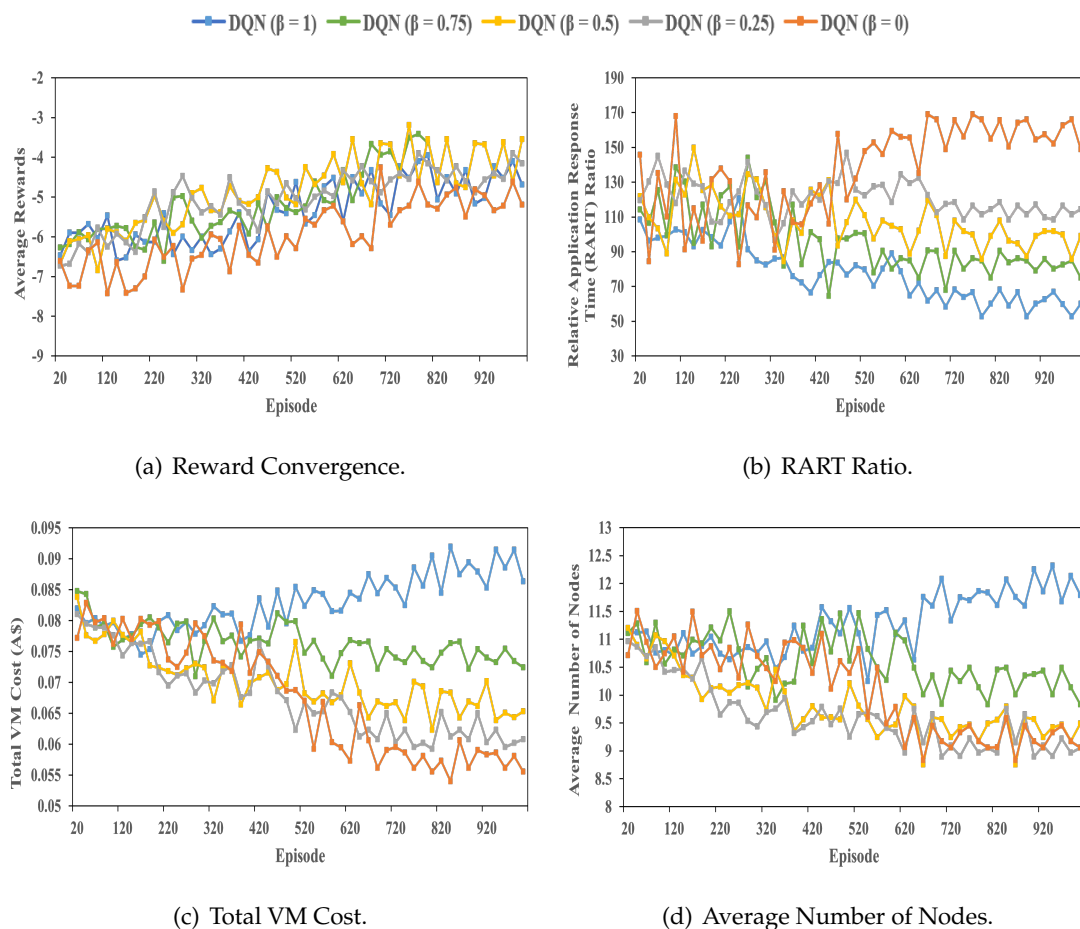 DQN (β = 1) DQN (β = 0.75) DQN (β = 0.5) DQN (β = 0.25) DQN (β = 0)
Average Rewards
-2
-3
-4
-5
-6
-7
-8
-9
20 120 220 320 420 520 620 720 820 920
Episode
(a) Reward Convergence.
Relative Application Response
Time (RART) Ratio
190
170
150
130
110
90
70
50
30
20 120 220 320 420 520 620 720 820 920
Episode
(b) RART Ratio.
Total VM Cost (A$)
0.095
0.09
0.085
0.08
0.075
0.07
0.065
0.06
0.055
0.05
20 120 220 320 420 520 620 720 820 920
Episode
(c) Total VM Cost.
Average Number of Nodes
13
12.5
12
11.5
11
10.5
10
9.5
9
8.5
8
20 120 220 320 420 520 620 720 820 920
Episode
(d) Average Number of Nodes.